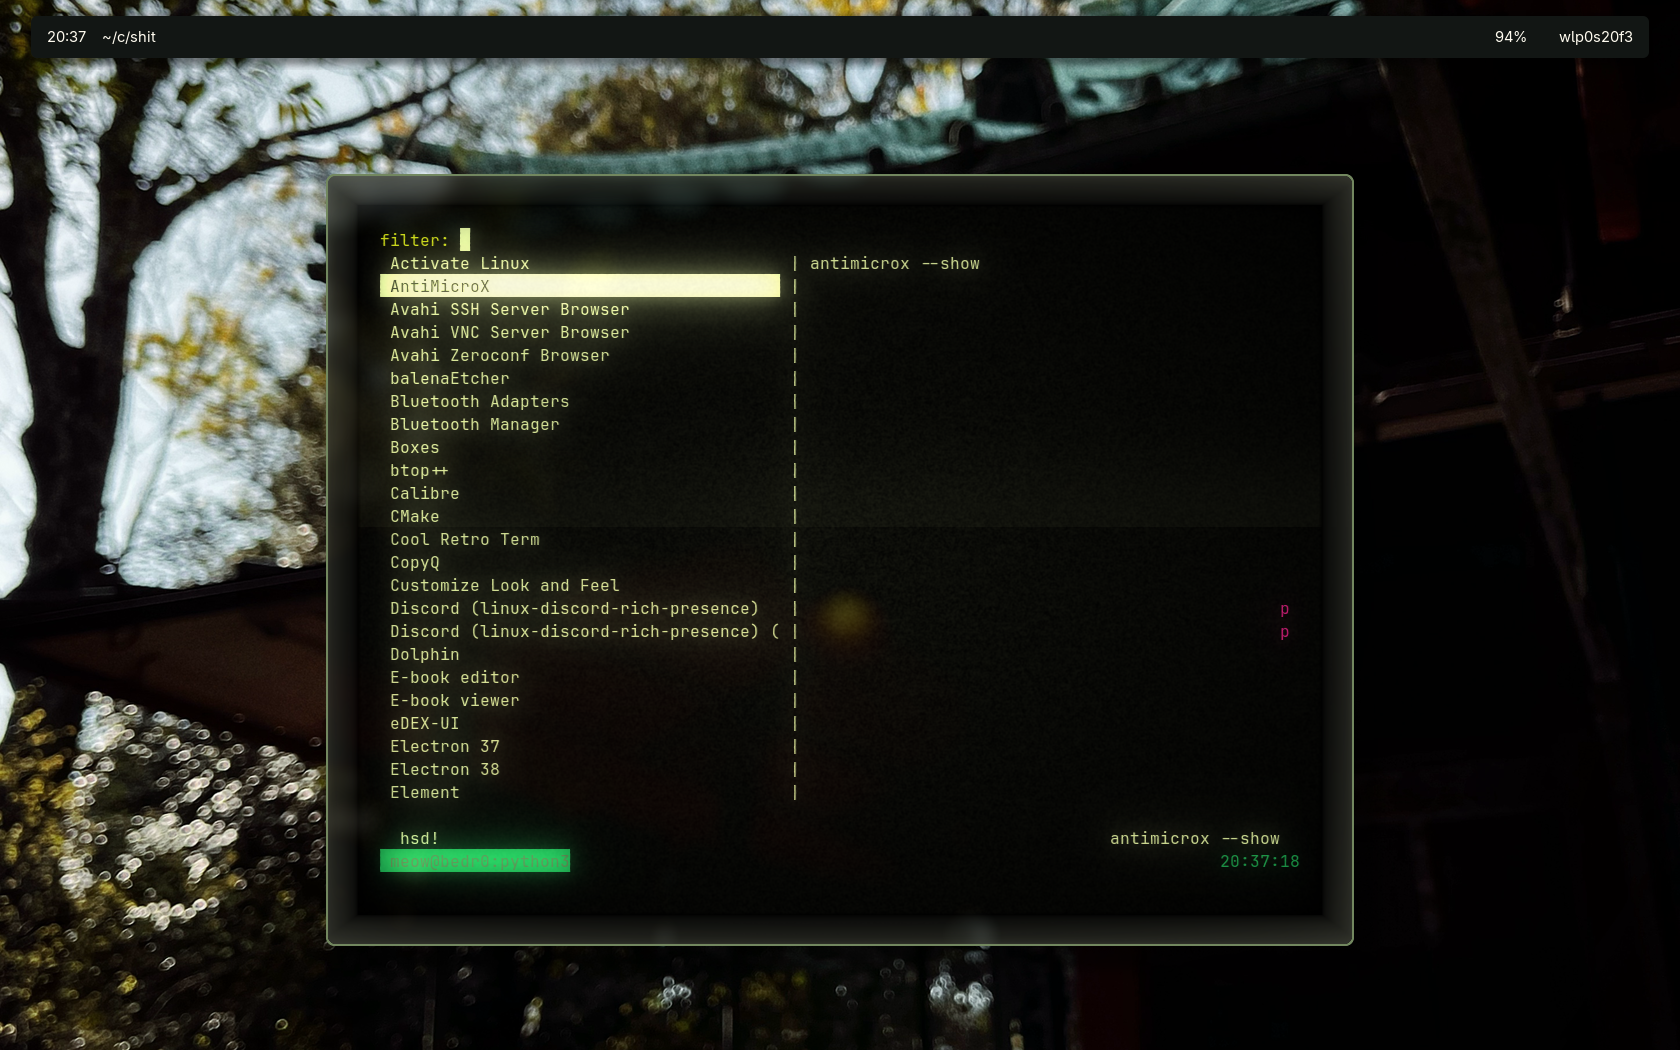 20:37 ~/c/shit 94% wlp0s20f3
filter:
Activate Linux | antimicrox --show
AntiMicroX |
Avahi SSH Server Browser |
Avahi VNC Server Browser |
Avahi Zeroconf Browser |
balenaEtcher |
Bluetooth Adapters |
Bluetooth Manager |
Boxes |
btop++ |
Calibre |
CMake |
Cool Retro Term |
CopyQ |
Customize Look and Feel |
Discord (linux-discord-rich-presence) | p
Discord (linux-discord-rich-presence) ( | p
Dolphin |
E-book editor |
E-book viewer |
eDEX-UI |
Electron 37 |
Electron 38 |
Element |
hsd! antimicrox --show
meow@bedr0:python3 20:37:18